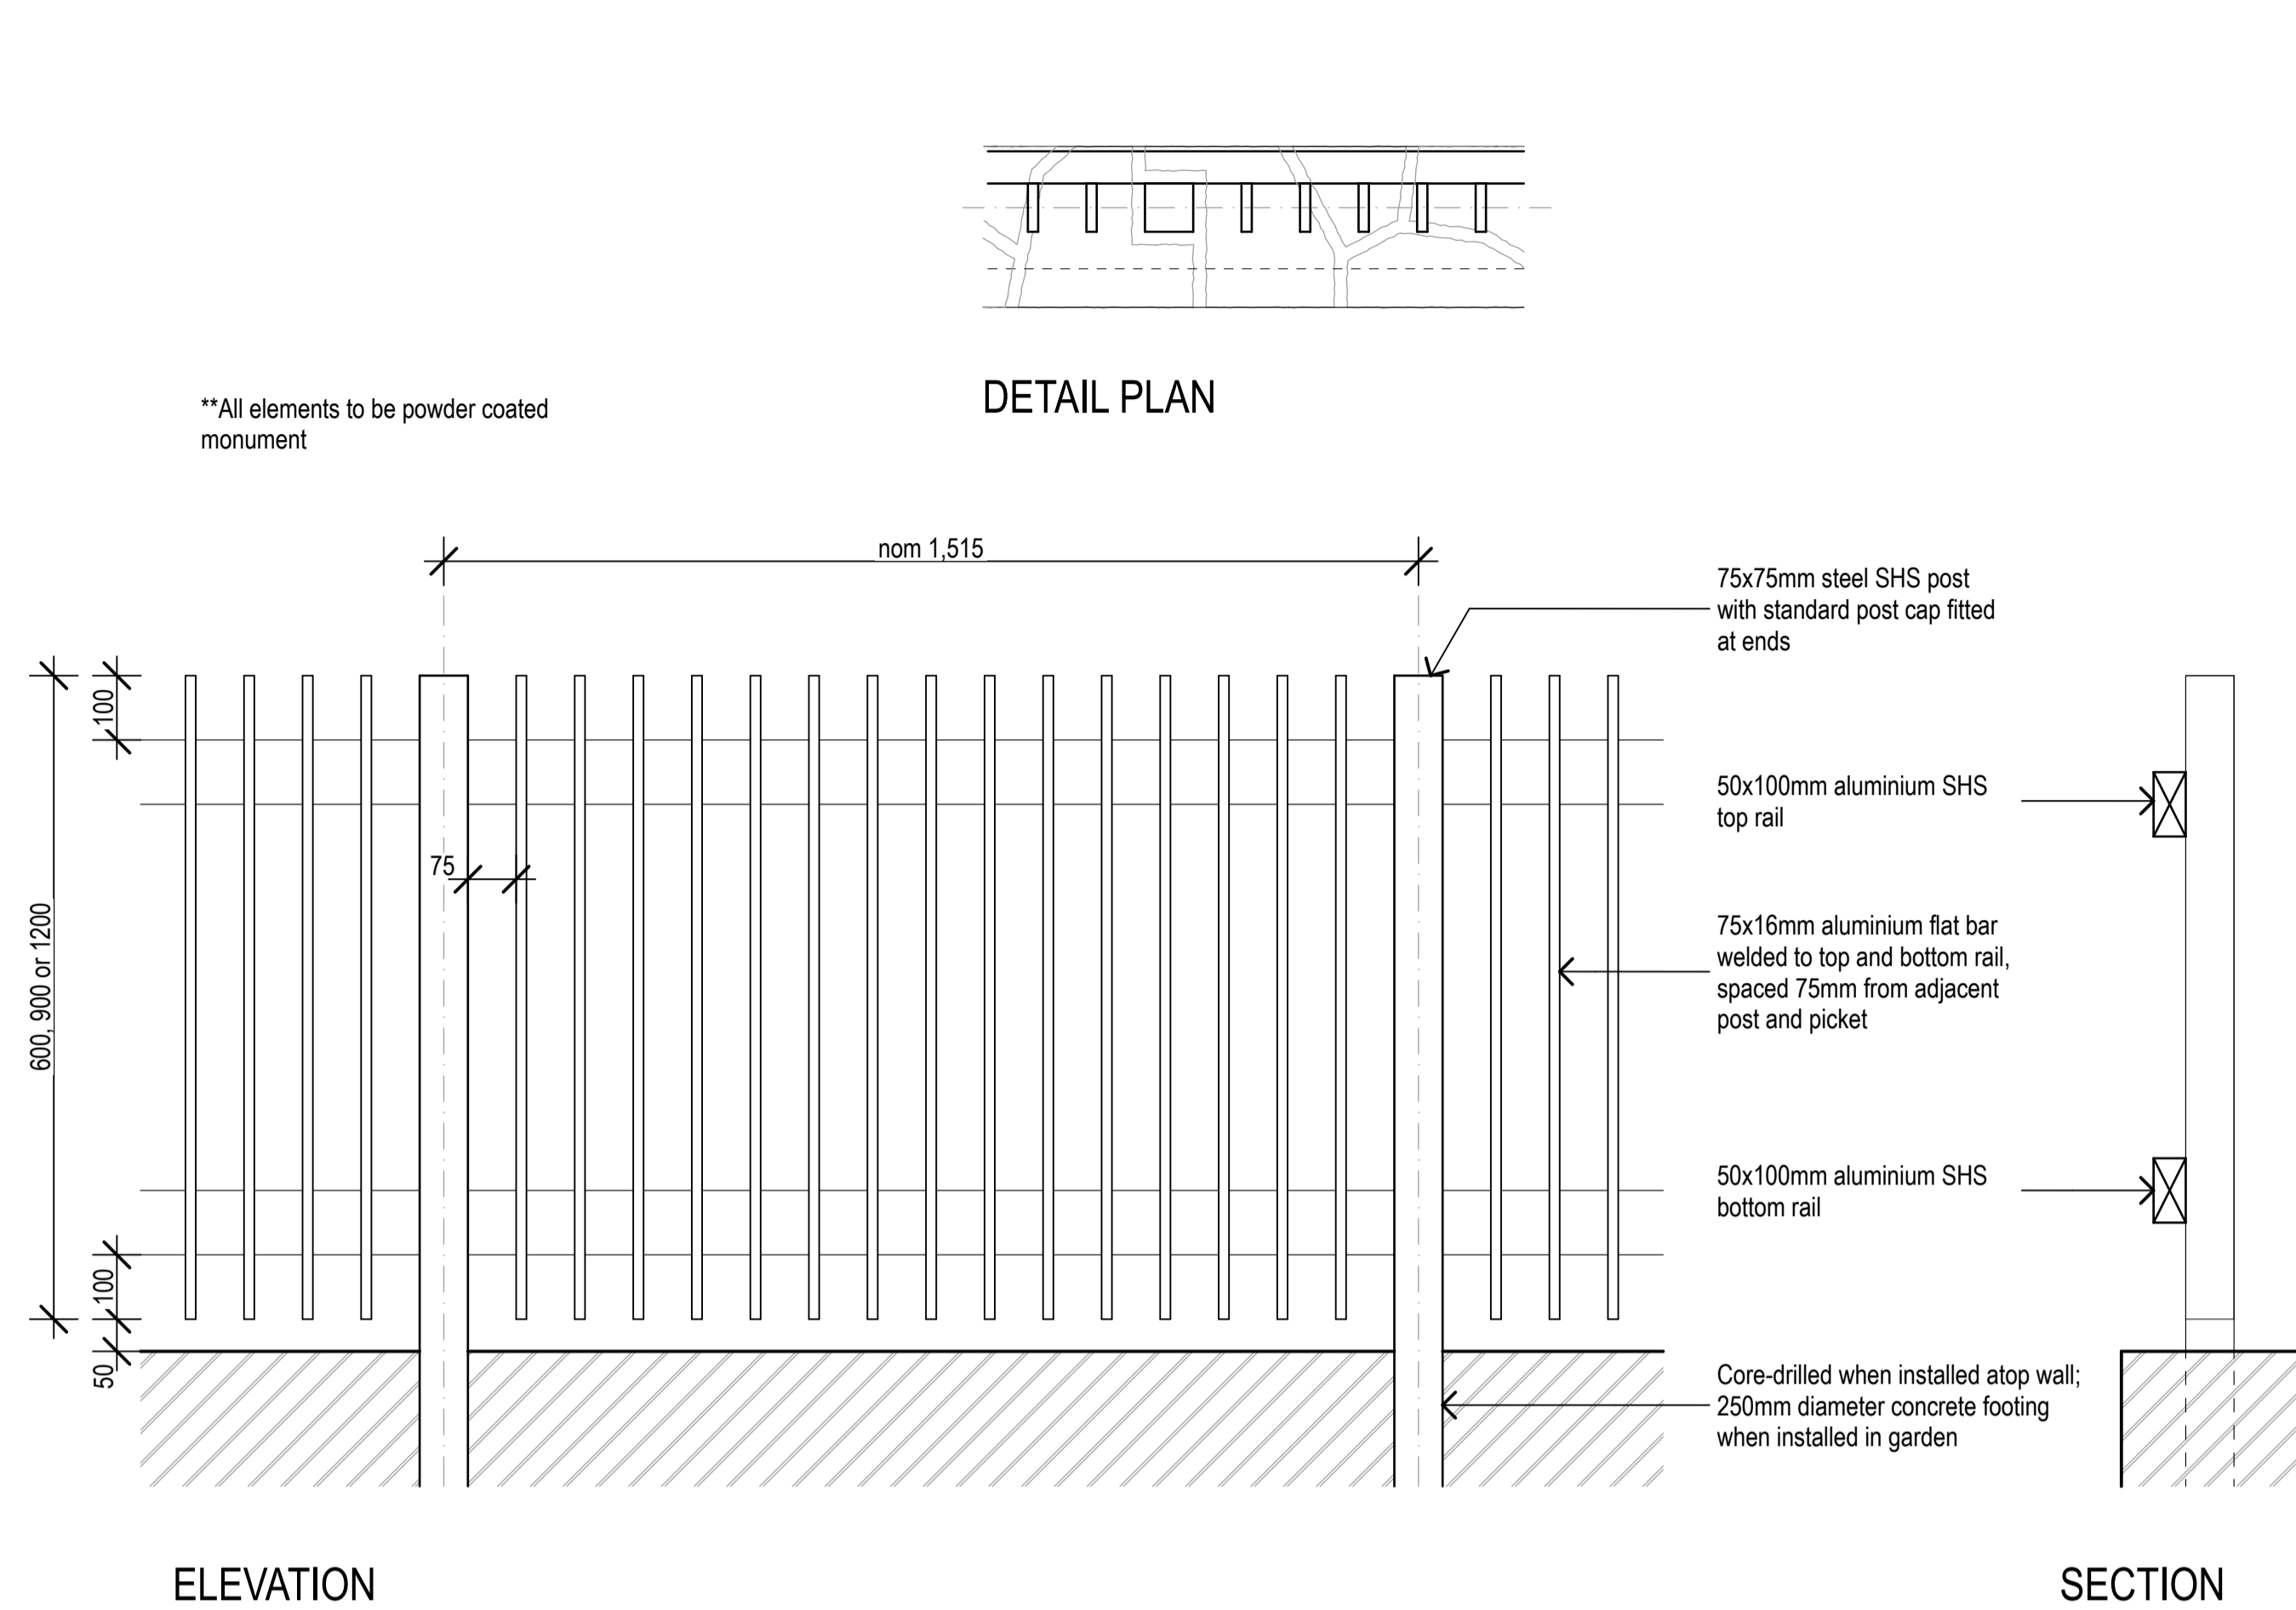 DETAIL PLAN
**All elements to be powder coated
monument
nom 1,515
75x75mm steel SHS post
with standard post cap fitted
at ends
100
50x100mm aluminium SHS
top rail
75
600, 900 or 1200
75x16mm aluminium flat bar
welded to top and bottom rail,
spaced 75mm from adjacent
post and picket
50x100mm aluminium SHS
bottom rail
100
50
Core-drilled when installed atop wall;
250mm diameter concrete footing
when installed in garden
ELEVATION
SECTION